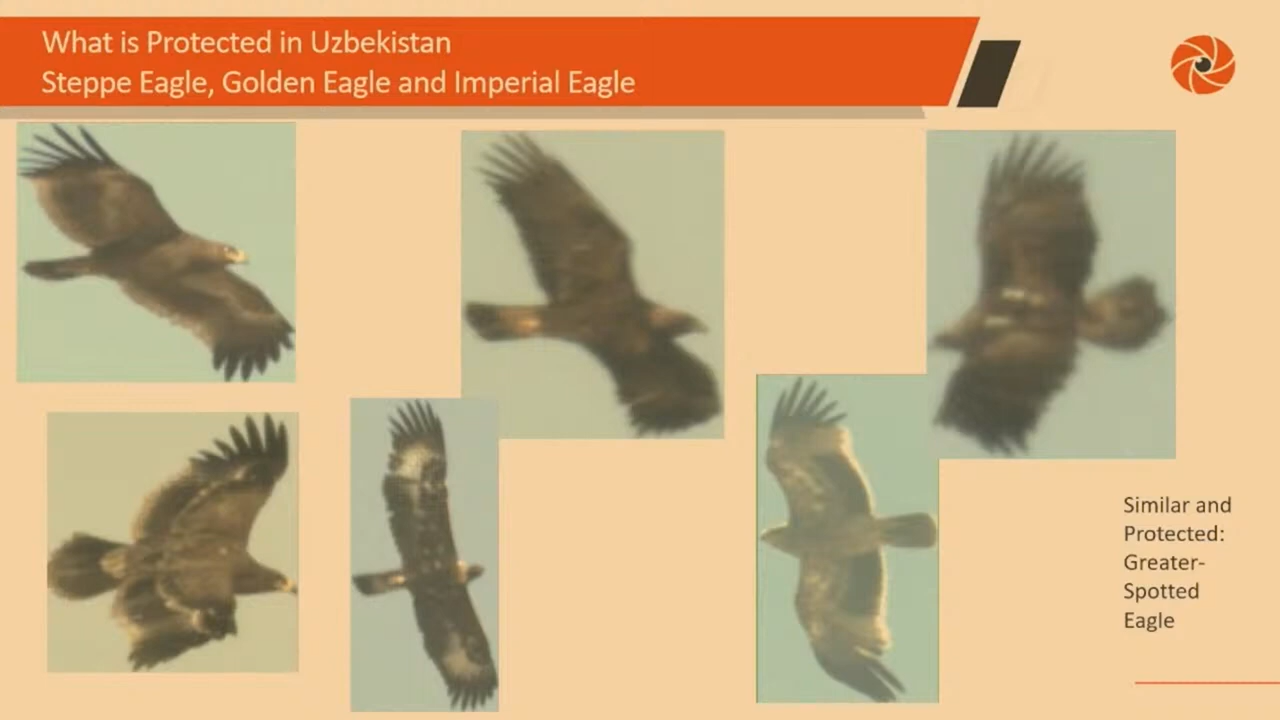 What is Protected in Uzbekistan
Steppe Eagle, Golden Eagle and Imperial Eagle
Similar and
Protected:
Greater-
Spotted
Eagle